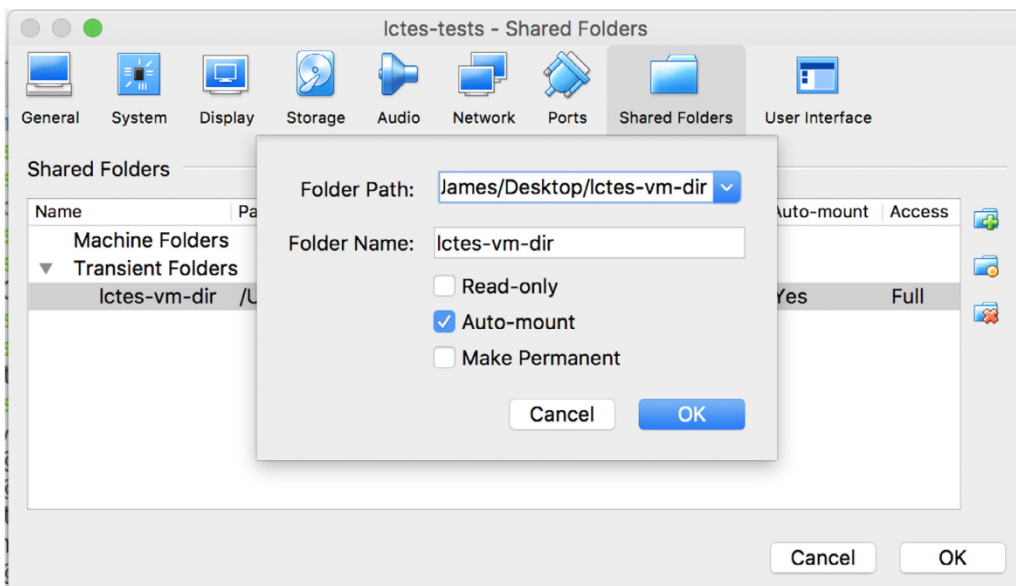 lctes-tests - Shared Folders
General System Display Storage Audio Network Ports Shared Folders User Interface
Shared Folders
Folder Path: James/Desktop/lctes-vm-dir
Name Pa Auto-mount Access
Folder Name: lctes-vm-dir
Machine Folders
Transient Folders
Read-only
lctes-vm-dir /U Yes Full
Auto-mount
Make Permanent
Cancel OK
Cancel OK